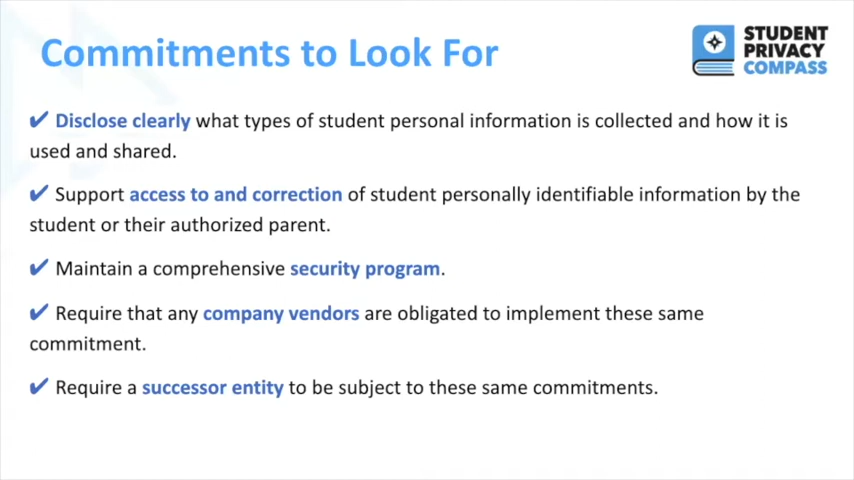 Commitments to Look For
STUDENT
PRIVACY
COMPASS
✔ Disclose clearly what types of student personal information is collected and how it is
used and shared.
✔ Support access to and correction of student personally identifiable information by the
student or their authorized parent.
✔ Maintain a comprehensive security program.
✔ Require that any company vendors are obligated to implement these same
commitment.
✔ Require a successor entity to be subject to these same commitments.